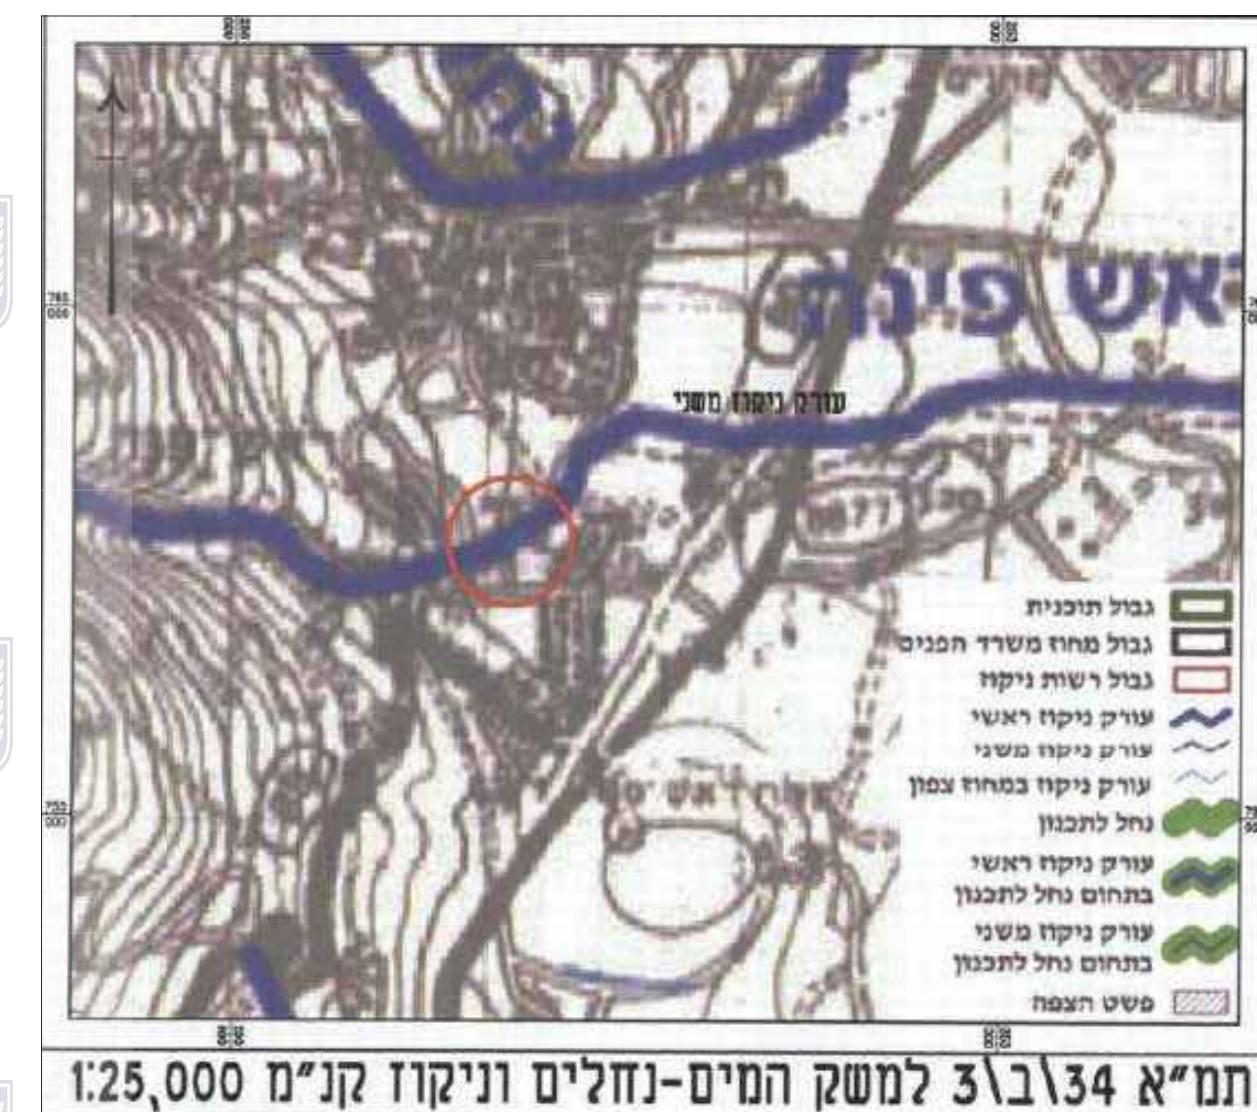 ראש פינה
עורק ניקוז משני
877
גבול תוכנית
גבול מחוז משרד הפנים
גבול רשות ניקוז
עורק ניקוז ראשי
עורק ניקוז משני
עורק ניקוז במחוז צפון
נחל לתכנון
עורק ניקוז ראשי
בתחום נחל לתכנון
עורק ניקוז משני
בתחום נחל לתכנון
פשט הצפה
תמ״א 34\ב\3 למשק המים-נחלים וניקוז קנ״מ 1:25,000